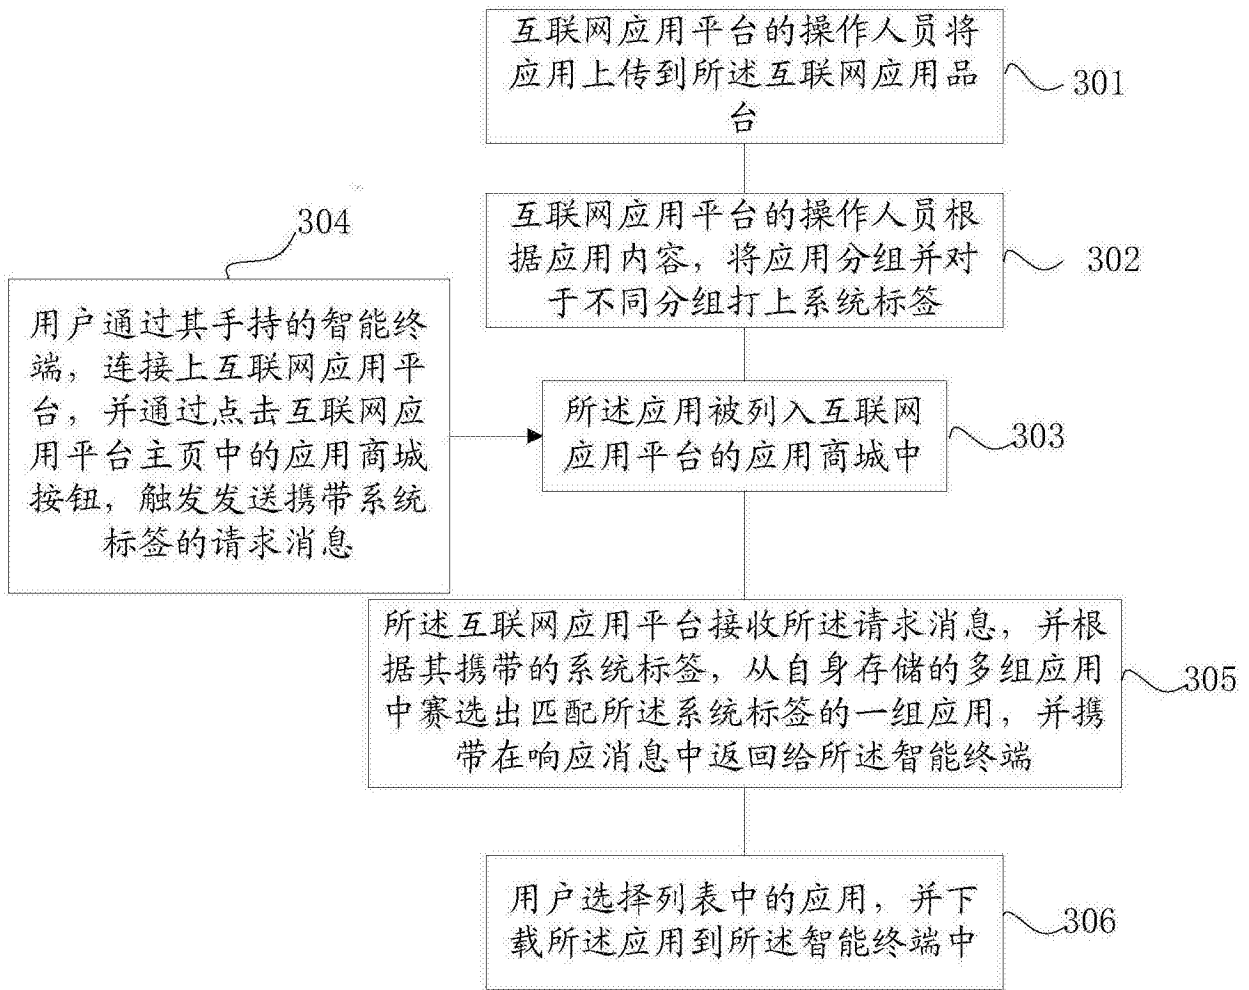 互联网应用平台的操作人员将
应用上传到所述互联网应用品
台
301
互联网应用平台的操作人员根
据应用内容，将应用分组并对
于不同分组打上系统标签
302
304
用户通过其手持的智能终
端，连接上互联网应用平
台，并通过点击互联网应
用平台主页中的应用商城
按钮，触发发送携带系统
标签的请求消息
所述应用被列入互联网
应用平台的应用商城中
303
所述互联网应用平台接收所述请求消息，并根
据其携带的系统标签，从自身存储的多组应用
中赛选出匹配所述系统标签的一组应用，并携
带在响应消息中返回给所述智能终端
305
用户选择列表中的应用，并下
载所述应用到所述智能终端中
306